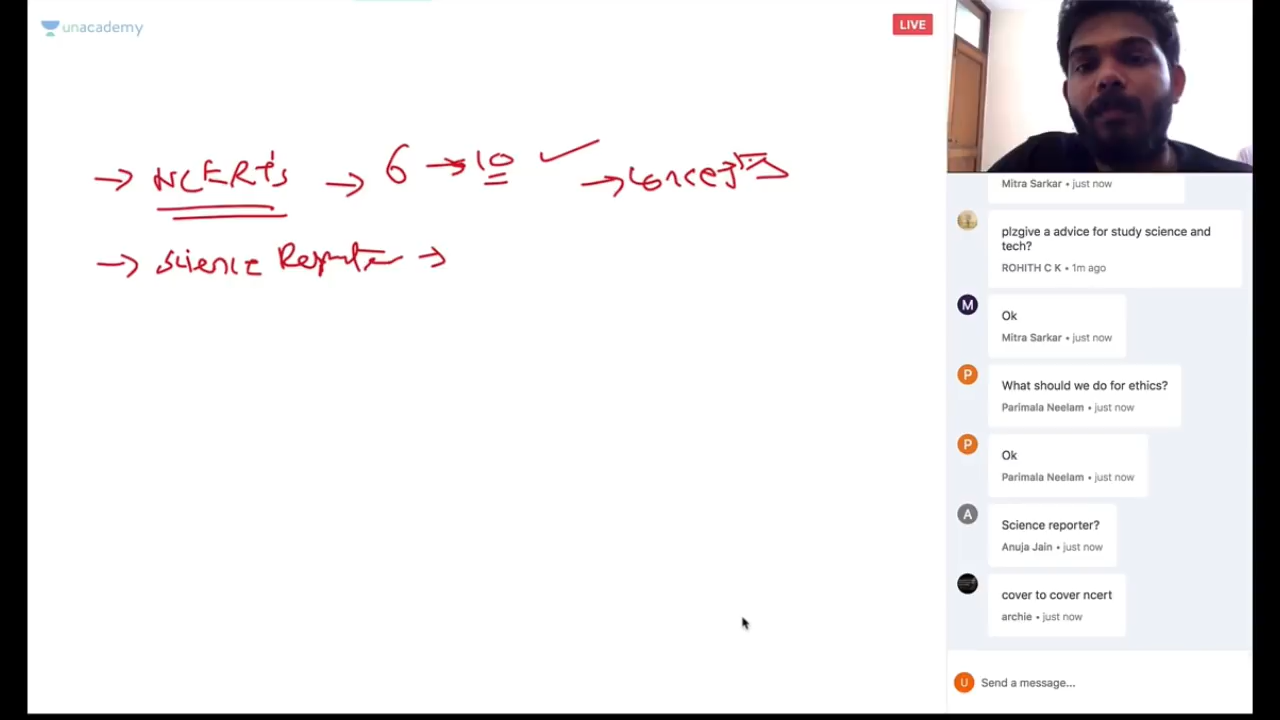 unacademy
LIVE
→ NCERT's → 6 → 10 ✓ → Concepts
→ Science Reporter →
Mitra Sarkar • just now
plzgive a advice for study science and
tech?
ROHITH C K • 1m ago
M
Ok
Mitra Sarkar • just now
P
What should we do for ethics?
Parimala Neelam • just now
P
Ok
Parimala Neelam • just now
A
Science reporter?
Anuja Jain • just now
cover to cover ncert
archie • just now
U
Send a message...